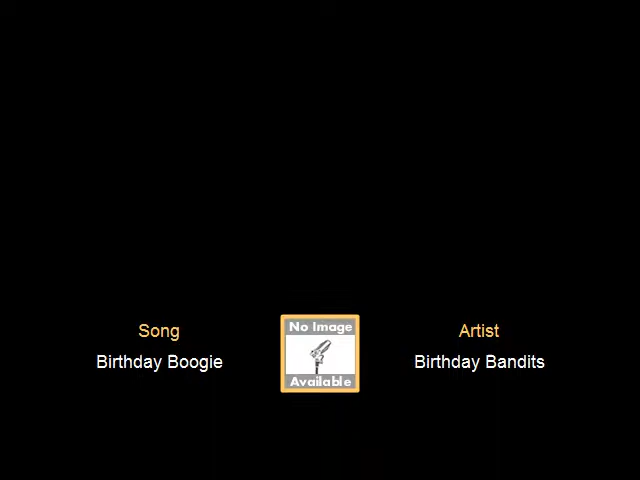 Song
Birthday Boogie
No Image
Available
Artist
Birthday Bandits